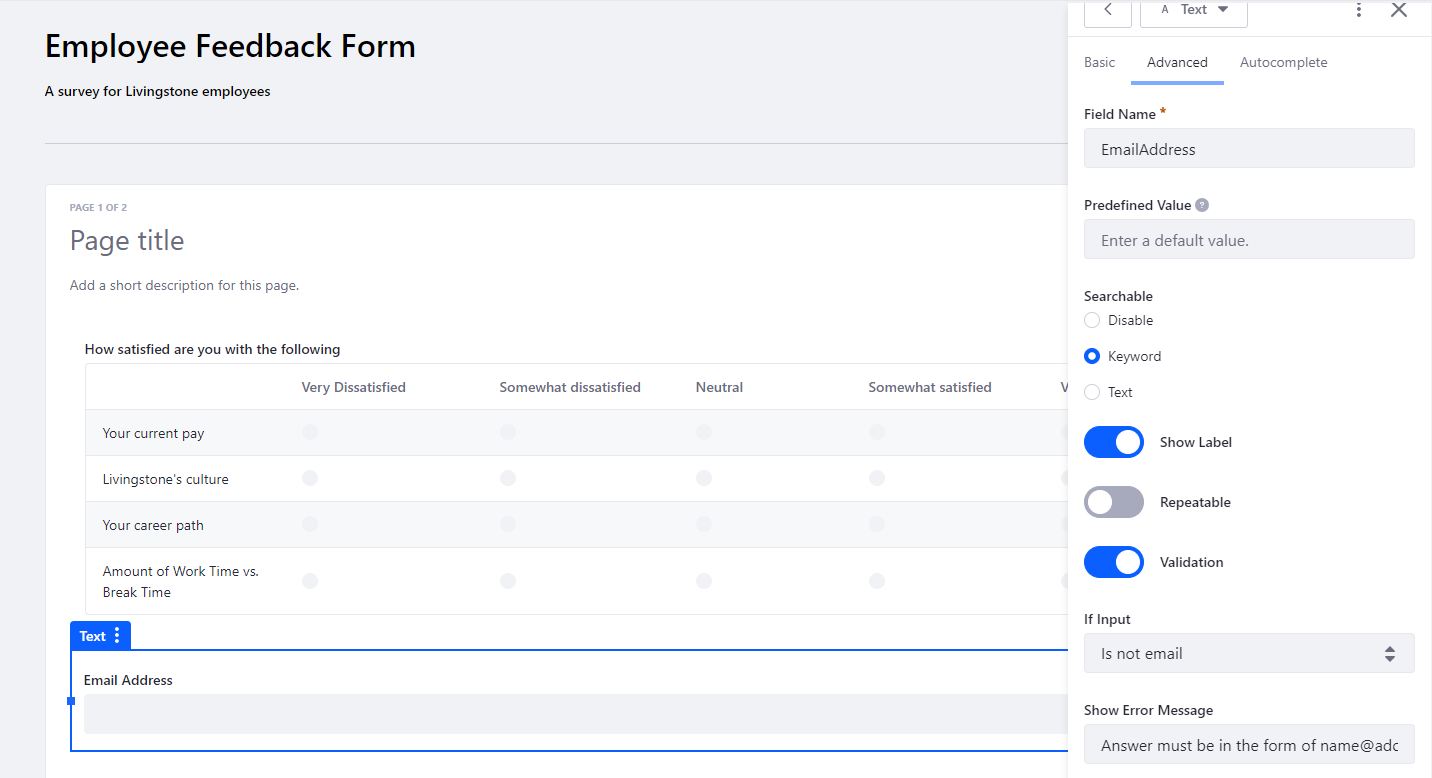 Employee Feedback Form
A survey for Livingstone employees
PAGE 1 OF 2
Page title
Add a short description for this page.
How satisfied are you with the following
Very Dissatisfied Somewhat dissatisfied Neutral Somewhat satisfied
Your current pay
Livingstone's culture
Your career path
Amount of Work Time vs.
Break Time
Text
Email Address
A Text
Basic Advanced Autocomplete
Field Name *
EmailAddress
Predefined Value ?
Enter a default value.
Searchable
Disable
Keyword
Text
Show Label
Repeatable
Validation
If Input
Is not email
Show Error Message
Answer must be in the form of